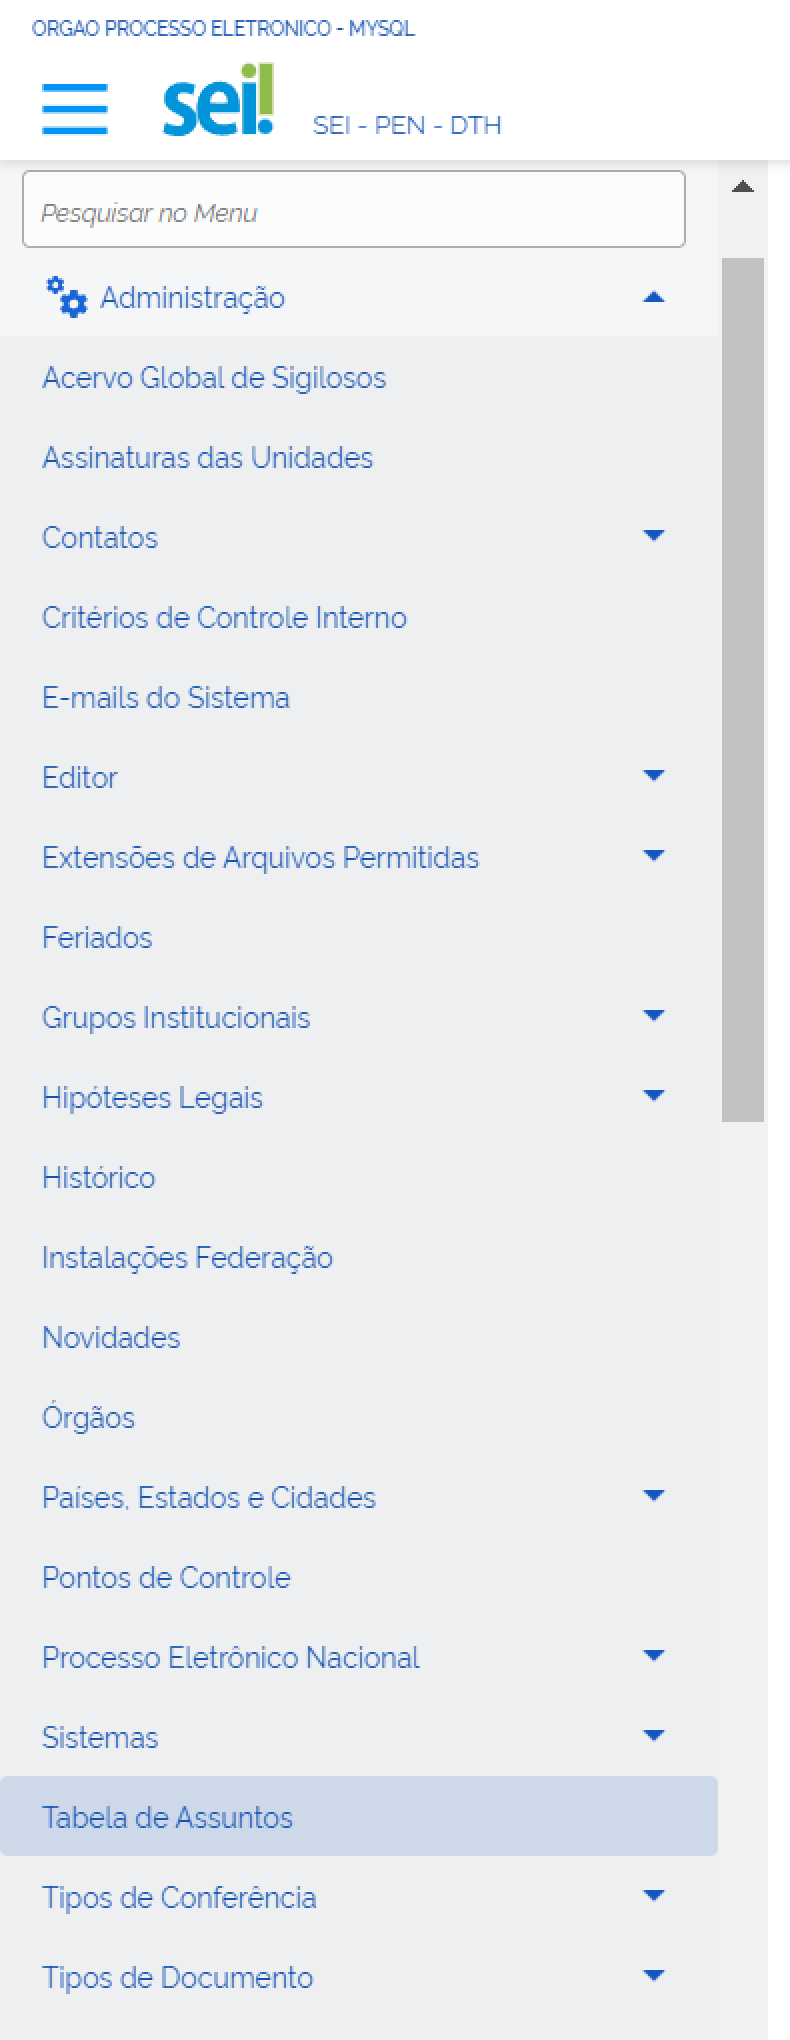 ORGAO PROCESSO ELETRONICO - MYSQL
sei! SEI - PEN - DTH
Pesquisar no Menu
Administração
Acervo Global de Sigilosos
Assinaturas das Unidades
Contatos
Critérios de Controle Interno
E-mails do Sistema
Editor
Extensões de Arquivos Permitidas
Feriados
Grupos Institucionais
Hipóteses Legais
Histórico
Instalações Federação
Novidades
Órgãos
Países, Estados e Cidades
Pontos de Controle
Processo Eletrônico Nacional
Sistemas
Tabela de Assuntos
Tipos de Conferência
Tipos de Documento